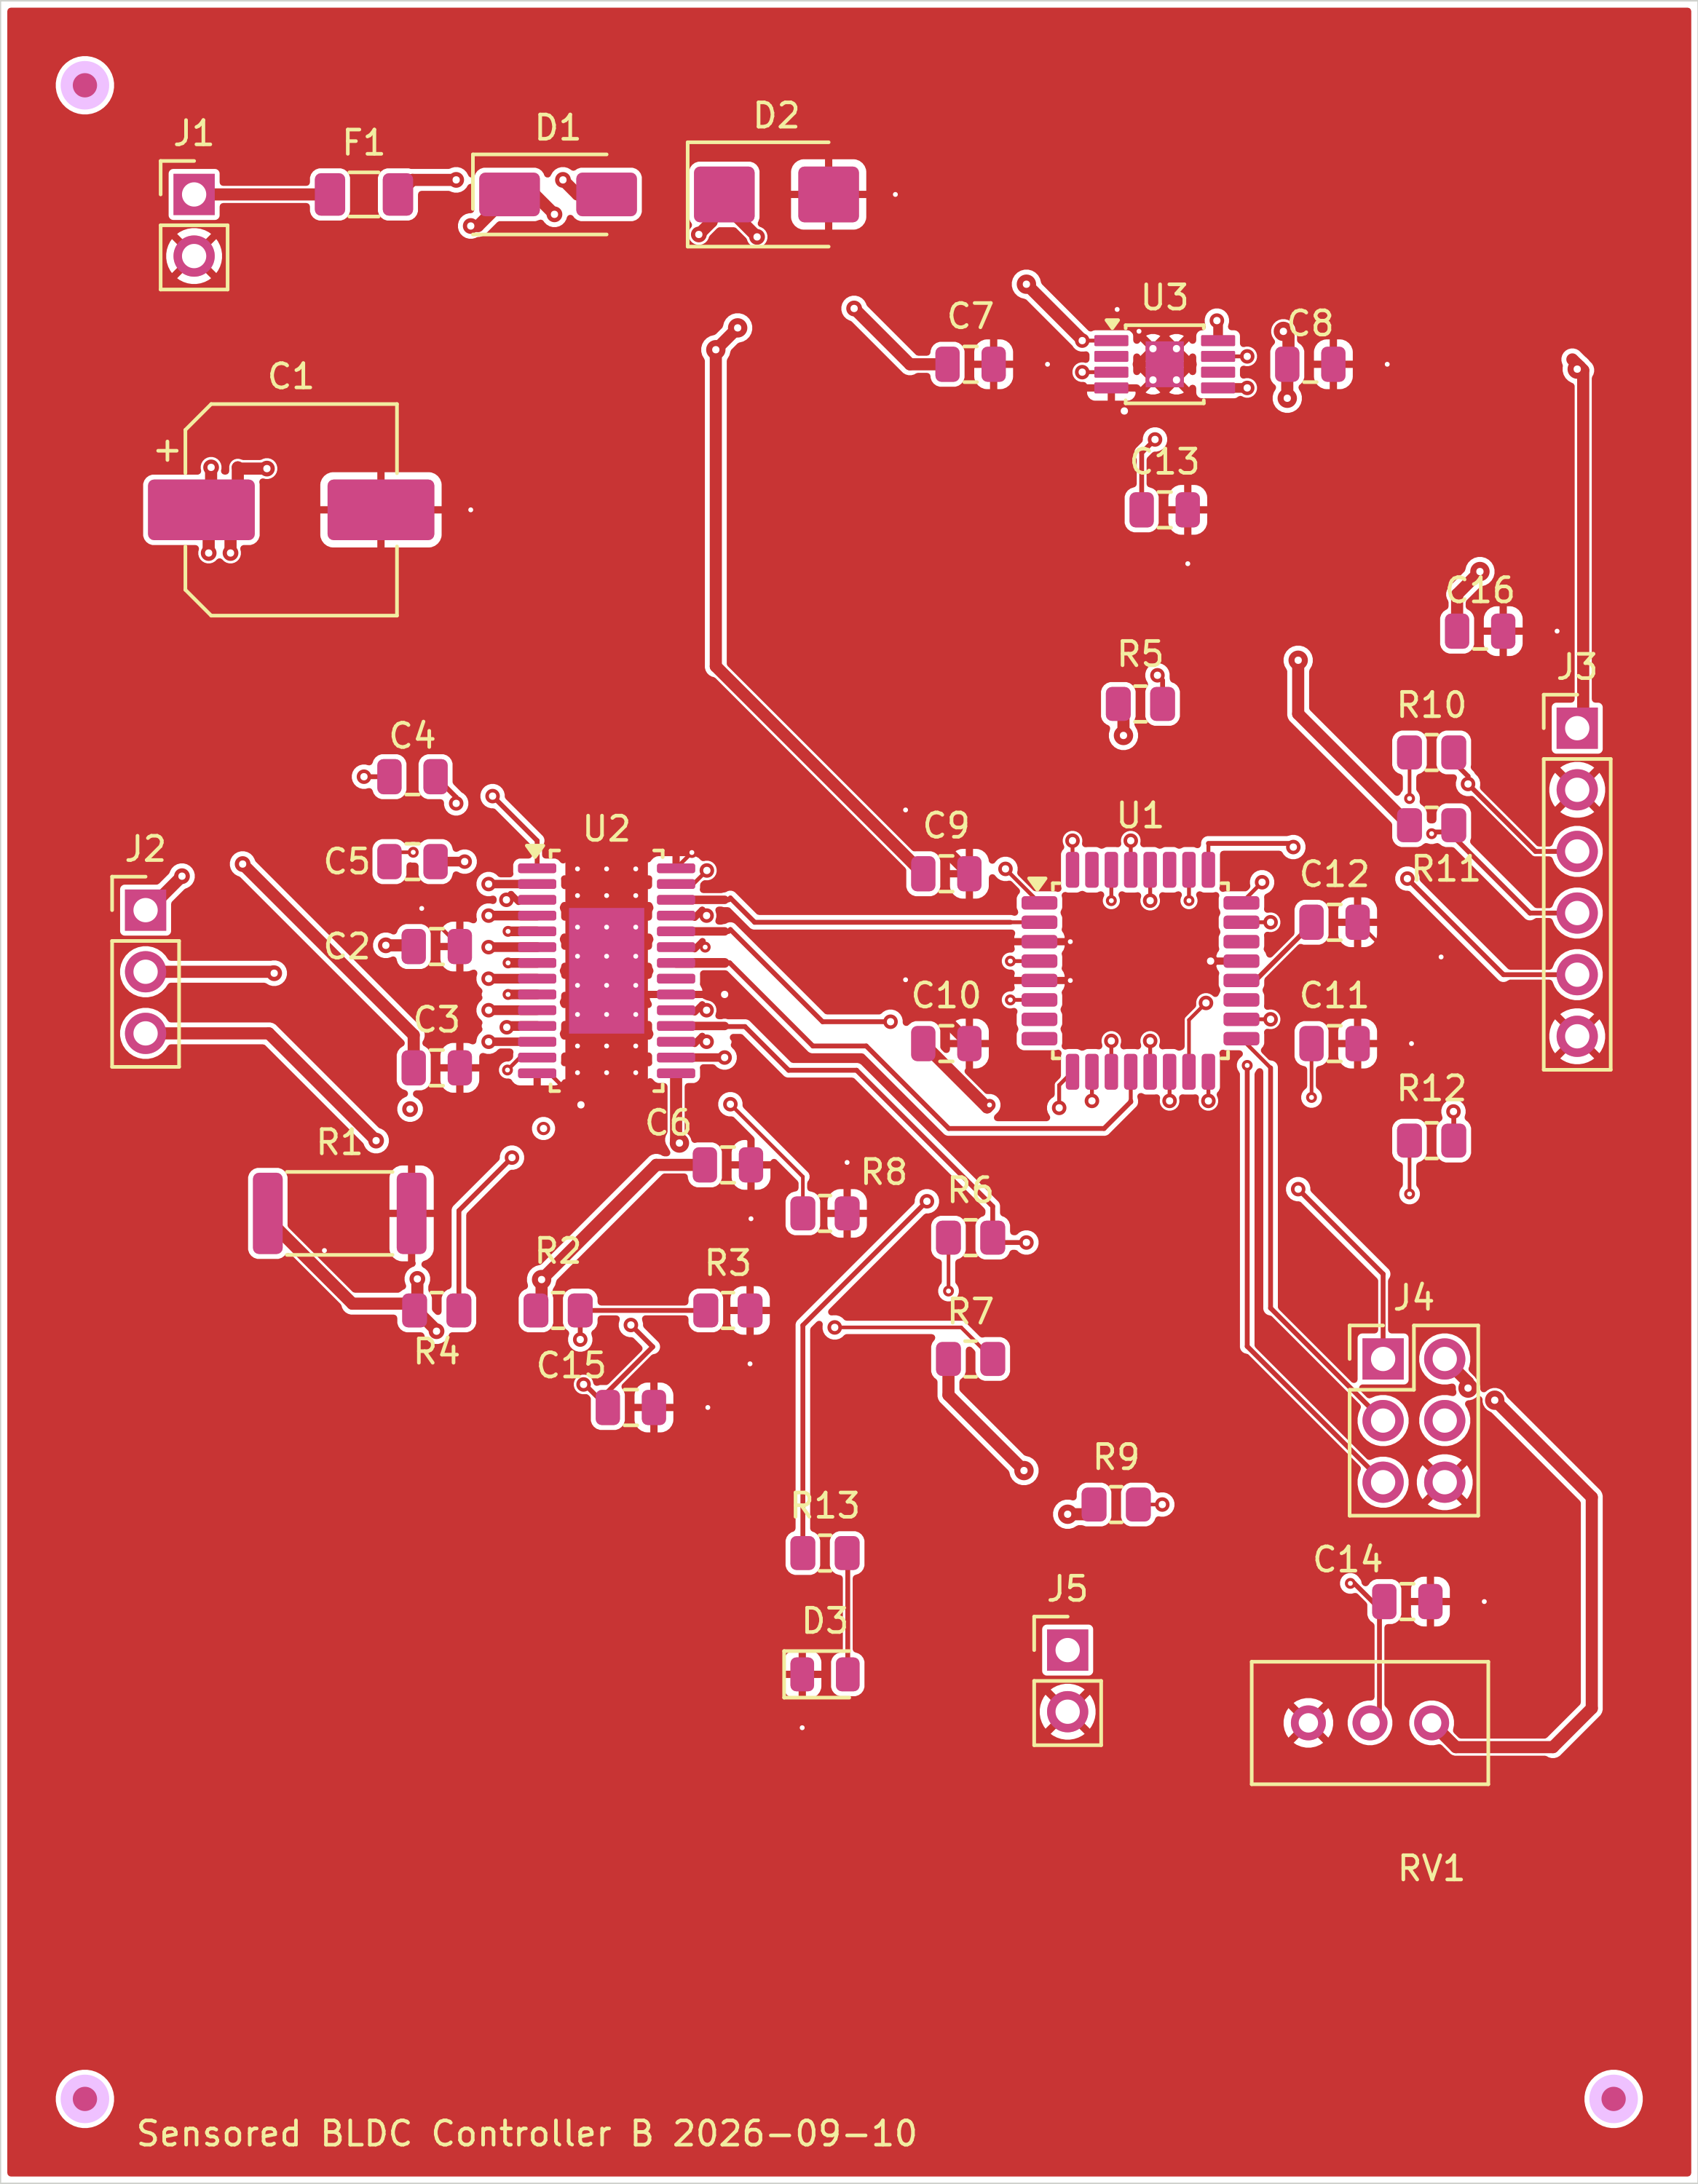 J1
F1
D1
D2
U3
C7
C8
C1
+
C13
C16
J3
R5
R10
C4
U1
U2
C9
R11
C5
J2
C12
C2
C10
C11
C3
R12
C6
R1
R8
R6
R2
R3
R7
J4
R4
C15
R9
R13
C14
J5
D3
RV1
Sensored BLDC Controller B 2026-09-10